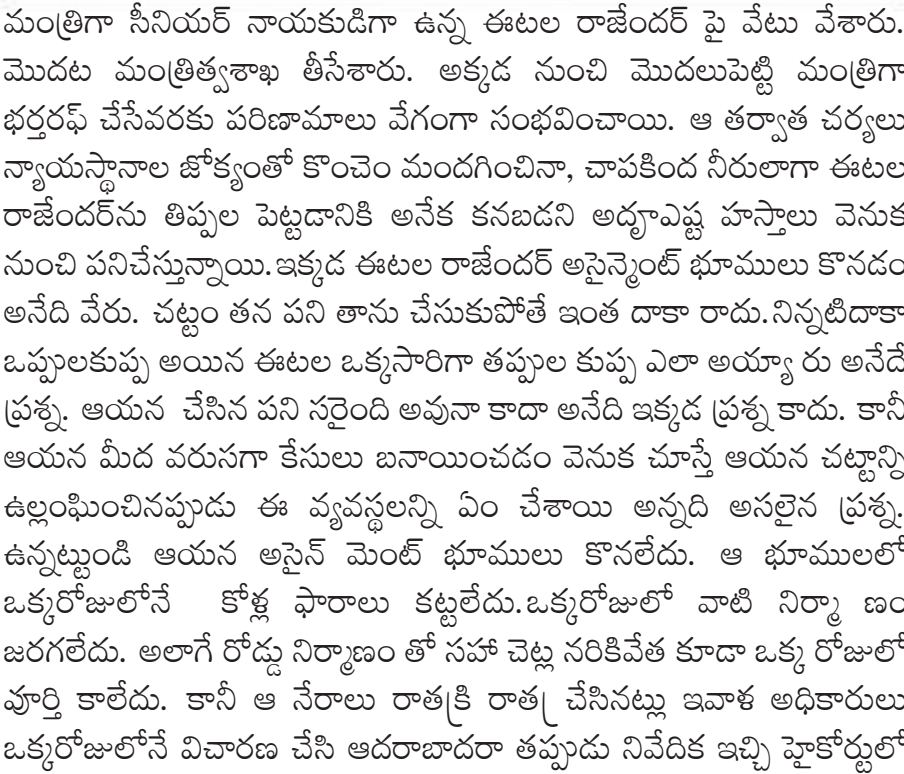 మంత్రిగా సీనియర్ నాయకుడిగా ఉన్న ఈటల రాజేందర్ పై వేటు వేశారు.
మొదట మంత్రిత్వశాఖ తీసేశారు. అక్కడ నుంచి మొదలుపెట్టి మంత్రిగా
భర్తరఫ్ చేసేవరకు పరిణామాలు వేగంగా సంభవించాయి. ఆ తర్వాత చర్యలు
న్యాయస్థానాల జోక్యంతో కొంచెం మందగించినా, చాపకింద నీరులాగా ఈటల
రాజేందర్‌ను తిప్పల పెట్టడానికి అనేక కనబడని అదౄఎష్ట హస్తాలు వెనుక
నుంచి పనిచేస్తున్నాయి.ఇక్కడ ఈటల రాజేందర్ అసైన్మెంట్ భూములు కొనడం
అనేది వేరు. చట్టం తన పని తాను చేసుకుపోతే ఇంత దాకా రాదు.నిన్నటిదాకా
ఒప్పులకుప్ప అయిన ఈటల ఒక్కసారిగా తప్పుల కుప్ప ఎలా అయ్యా రు అనేదే
ప్రశ్న. ఆయన చేసిన పని సరైంది అవునా కాదా అనేది ఇక్కడ ప్రశ్న కాదు. కానీ
ఆయన మీద వరుసగా కేసులు బనాయించడం వెనుక చూస్తే ఆయన చట్టాన్ని
ఉల్లంఘించినప్పుడు ఈ వ్యవస్థలన్ని ఏం చేశాయి అన్నది అసలైన ప్రశ్న.
ఉన్నట్టుండి ఆయన అసైన్ మెంట్ భూములు కొనలేదు. ఆ భూములలో
ఒక్కరోజులోనే కోళ్ల ఫారాలు కట్టలేదు.ఒక్కరోజులో వాటి నిర్మా ణం
జరగలేదు. అలాగే రోడ్డు నిర్మాణం తో సహా చెట్ల నరికివేత కూడా ఒక్క రోజులో
పూర్తి కాలేదు. కానీ ఆ నేరాలు రాత్రకి రాత్ర చేసినట్లు ఇవాళ అధికారులు
ఒక్కరోజులోనే విచారణ చేసి ఆదరాబాదరా తప్పుడు నివేదిక ఇచ్చి హైకోర్టులో